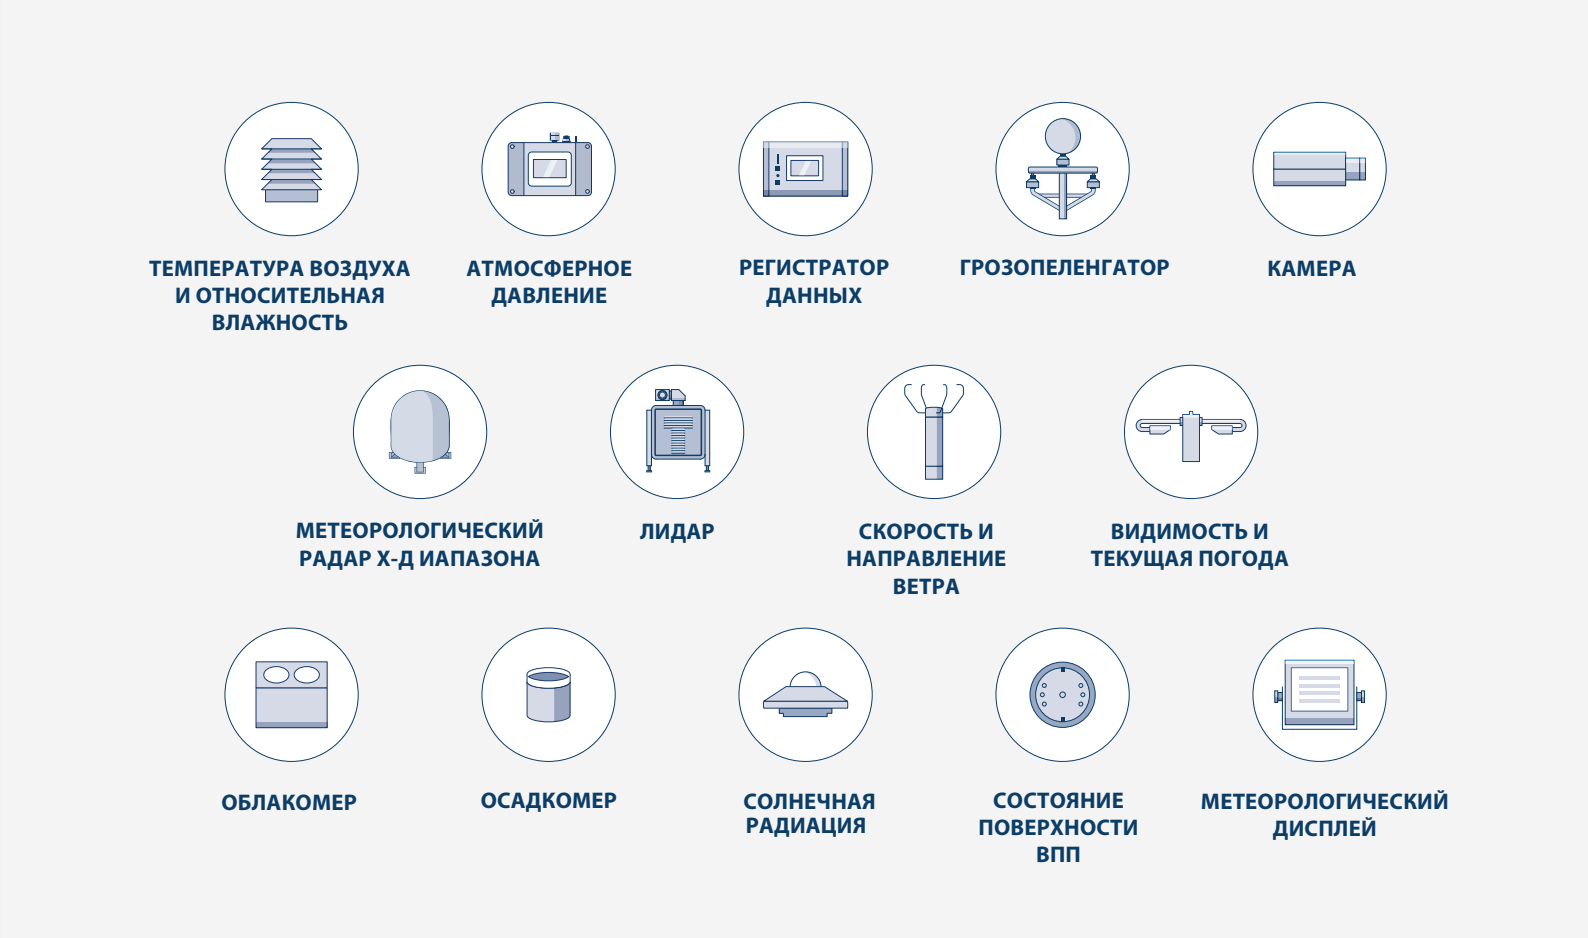 ТЕМПЕРАТУРА ВОЗДУХА
И ОТНОСИТЕЛЬНАЯ
ВЛАЖНОСТЬ
АТМОСФЕРНОЕ
ДАВЛЕНИЕ
РЕГИСТРАТОР
ДАННЫХ
ГРОЗОПЕЛЕНГАТОР
КАМЕРА
МЕТЕОРОЛОГИЧЕСКИЙ
РАДАР X-Д ИАПАЗОНА
ЛИДАР
СКОРОСТЬ И
НАПРАВЛЕНИЕ
ВЕТРА
ВИДИМОСТЬ И
ТЕКУЩАЯ ПОГОДА
ОБЛАКОМЕР
ОСАДКОМЕР
СОЛНЕЧНАЯ
РАДИАЦИЯ
СОСТОЯНИЕ
ПОВЕРХНОСТИ
ВПП
МЕТЕОРОЛОГИЧЕСКИЙ
ДИСПЛЕЙ